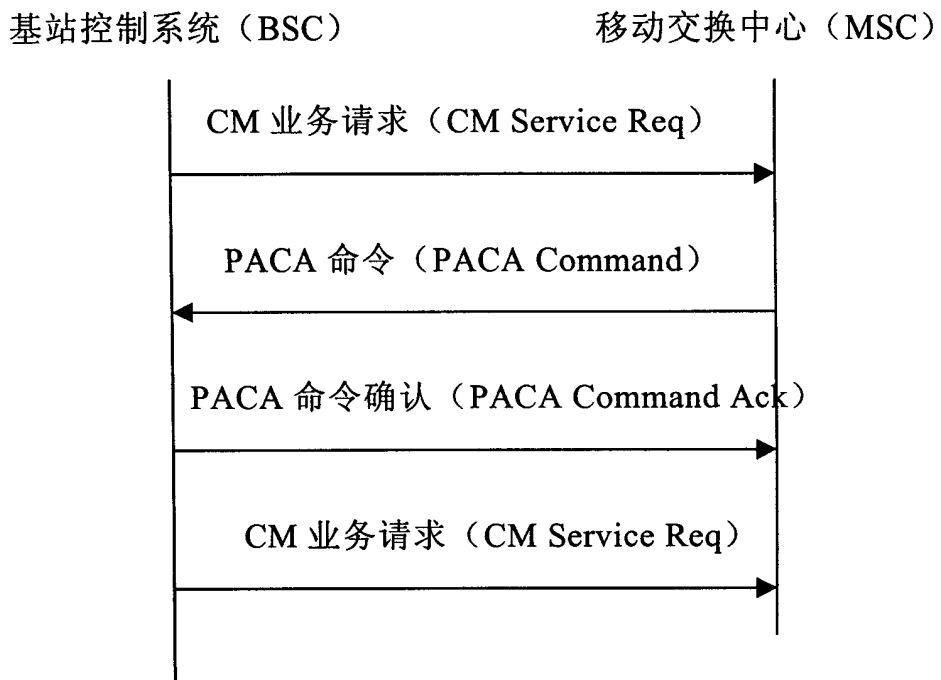 基站控制系统（BSC） 移动交换中心（MSC）
CM 业务请求（CM Service Req）
PACA 命令（PACA Command）
PACA 命令确认（PACA Command Ack）
CM 业务请求（CM Service Req）